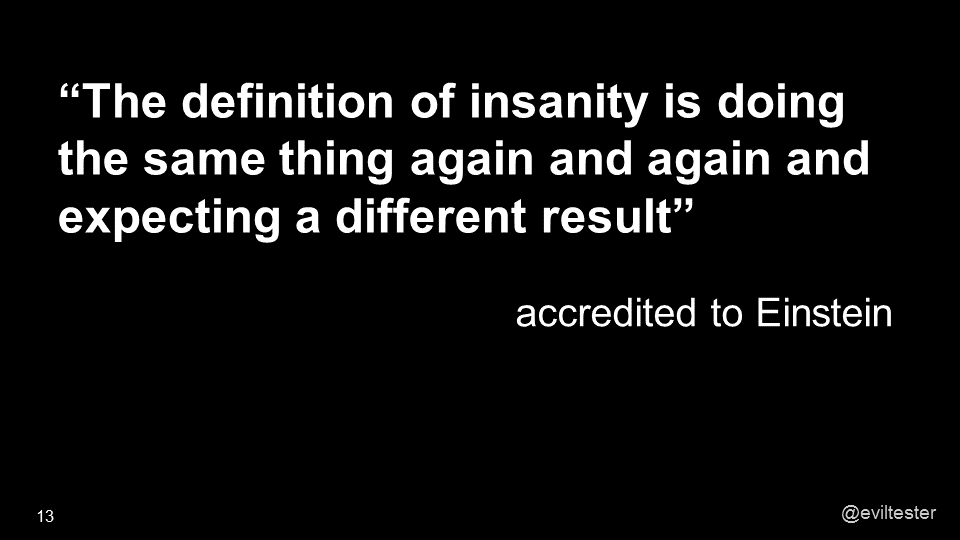 “The definition of insanity is doing
the same thing again and again and
expecting a different result”
accredited to Einstein
13
@eviltester